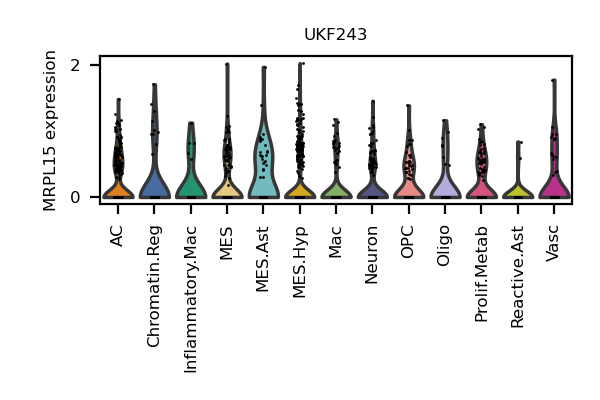 UKF243
MRPL15 expression
2
0
AC
Chromatin.Reg
Inflammatory.Mac
MES
MES.Ast
MES.Hyp
Mac
Neuron
OPC
Oligo
Prolif.Metab
Reactive.Ast
Vasc